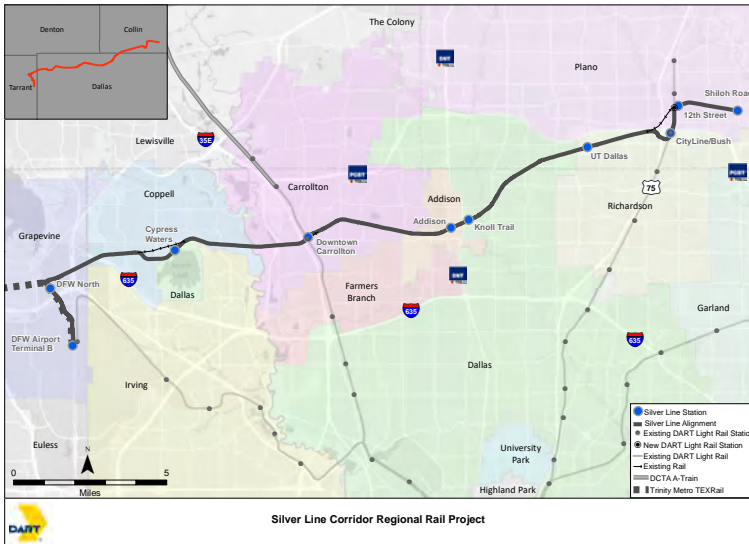 Denton
Collin
Tarrant
Dallas
The Colony
DNT
Plano
Shiloh Road
12th Street
CityLine/Bush
Lewisville
35E
UT Dallas
Carrollton
PGBT
PGBT
75
Coppell
Addison
Richardson
Grapevine
Cypress
Waters
Addison
Knoll Trail
Downtown
Carrollton
DFW North
635
Dallas
Farmers
Branch
DNT
635
Garland
DFW Airport
Terminal B
635
Irving
Dallas
Euless
N
0
5
Miles
University
Park
Highland Park
Silver Line Station
Silver Line Alignment
Existing DART Light Rail Station
New DART Light Rail Station
Existing DART Light Rail
Existing Rail
DCTA A-Train
Trinity Metro TEXRail
DART
Silver Line Corridor Regional Rail Project